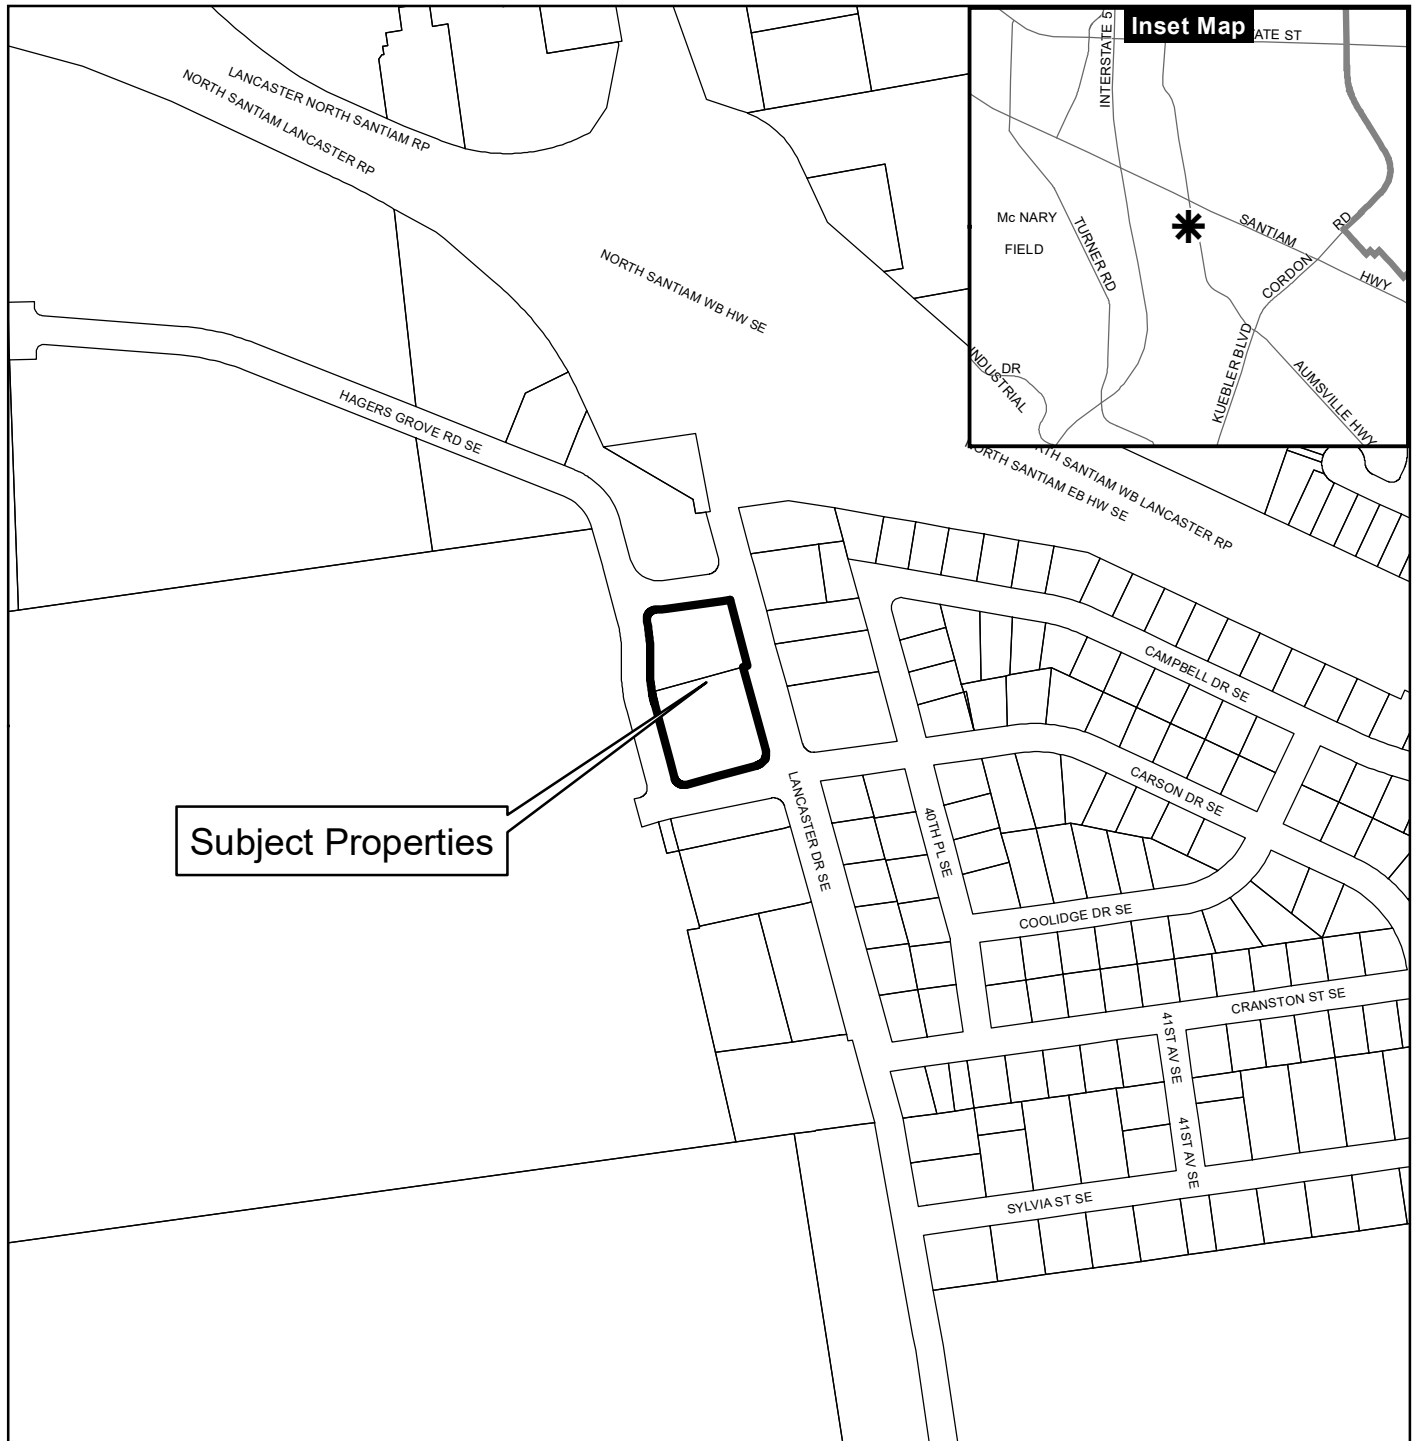 Inset Map
INTERSTATE 5
ATE ST
LANCASTER NORTH SANTIAM RP
NORTH SANTIAM LANCASTER RP
Mc NARY
FIELD
TURNER RD
SANTIAM
HWY
CORDON
RD
NORTH SANTIAM WB HW SE
INDUSTRIAL
DR
KUEBLER BLVD
AUMSVILLE HWY
HAGERS GROVE RD SE
RTH SANTIAM WB LANCASTER RP
ORTH SANTIAM EB HW SE
CAMPBELL DR SE
CARSON DR SE
LANCASTER DR SE
40TH PL SE
Subject Properties
COOLIDGE DR SE
CRANSTON ST SE
41ST AV SE
41ST AV SE
SYLVIA ST SE